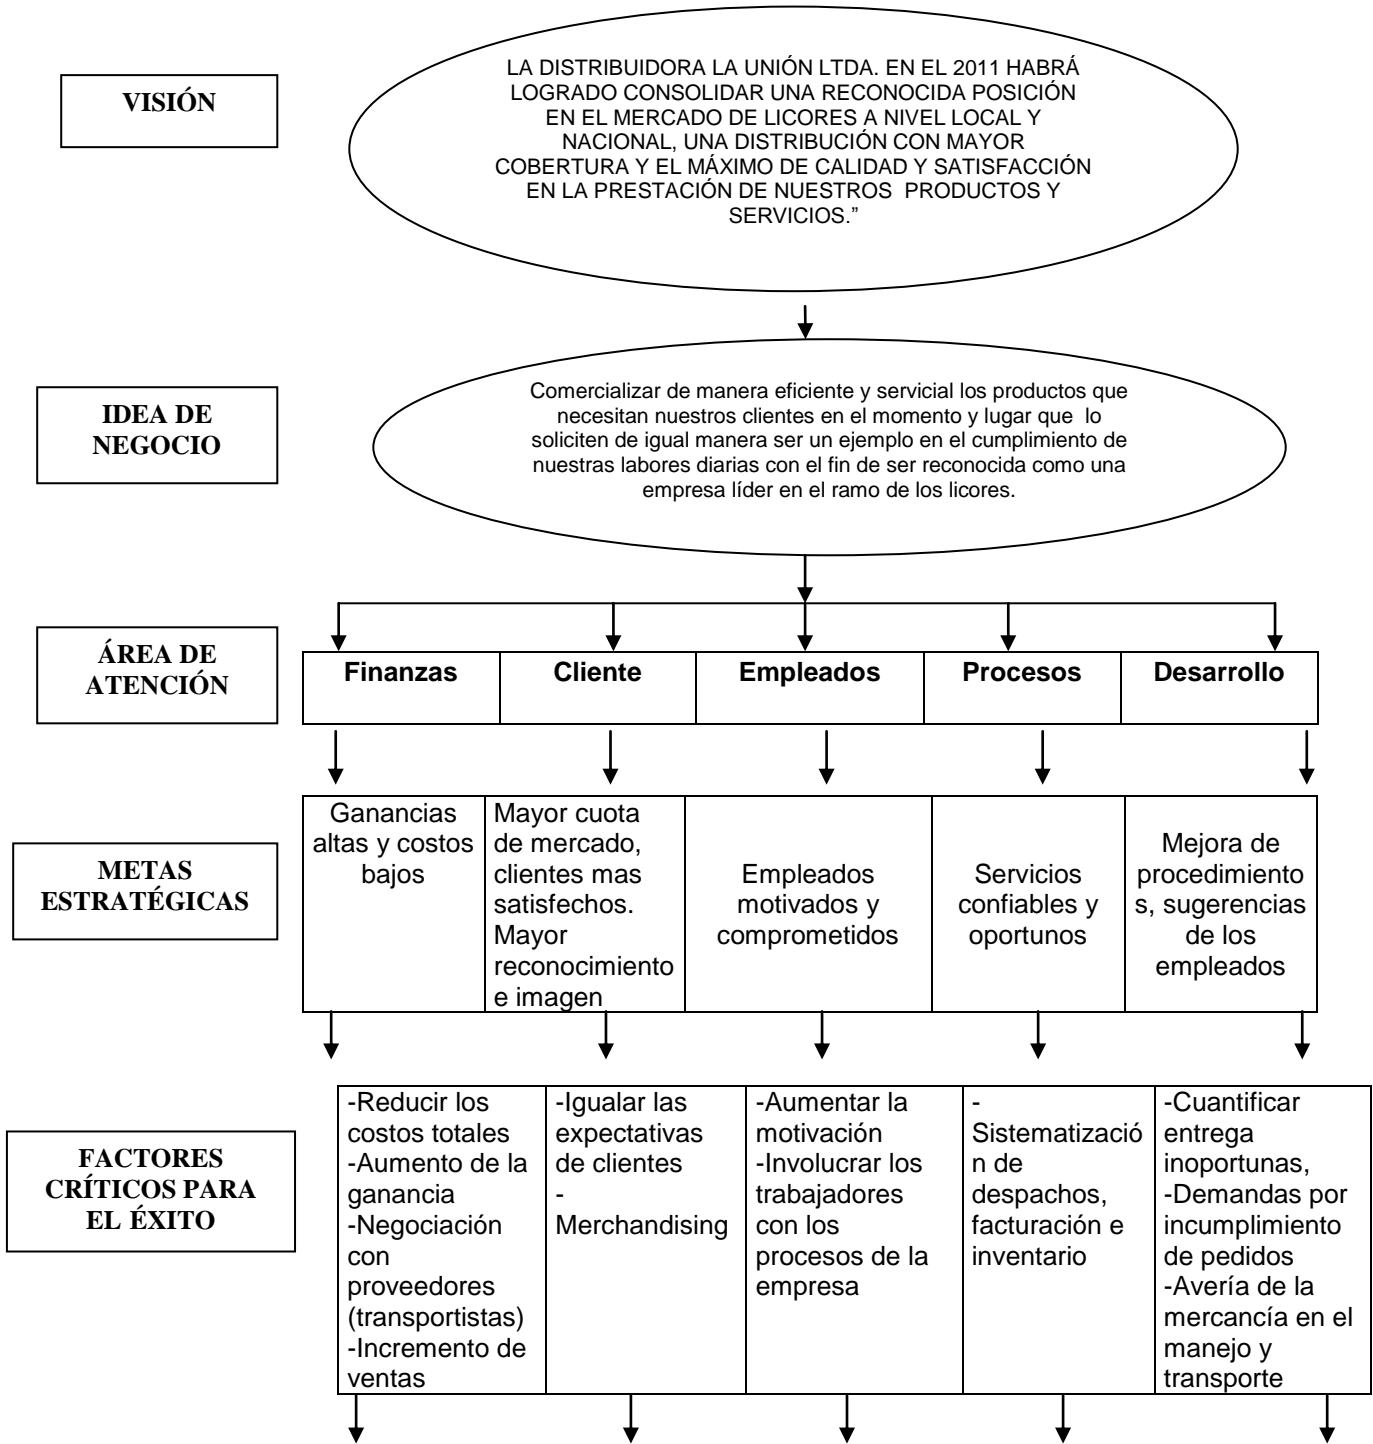 VISIÓN
LA DISTRIBUIDORA LA UNIÓN LTDA. EN EL 2011 HABRÁ
LOGRADO CONSOLIDAR UNA RECONOCIDA POSICIÓN
EN EL MERCADO DE LICORES A NIVEL LOCAL Y
NACIONAL, UNA DISTRIBUCIÓN CON MAYOR
COBERTURA Y EL MÁXIMO DE CALIDAD Y SATISFACCIÓN
EN LA PRESTACIÓN DE NUESTROS PRODUCTOS Y
SERVICIOS.”
IDEA DE
NEGOCIO
Comercializar de manera eficiente y servicial los productos que
necesitan nuestros clientes en el momento y lugar que lo
soliciten de igual manera ser un ejemplo en el cumplimiento de
nuestras labores diarias con el fin de ser reconocida como una
empresa líder en el ramo de los licores.
ÁREA DE
ATENCIÓN
Finanzas
Cliente
Empleados
Procesos
Desarrollo
METAS
ESTRATÉGICAS
Ganancias
altas y costos
bajos
Mayor cuota
de mercado,
clientes mas
satisfechos.
Mayor
reconocimiento
e imagen
Empleados
motivados y
comprometidos
Servicios
confiables y
oportunos
Mejora de
procedimiento
s, sugerencias
de los
empleados
FACTORES
CRÍTICOS PARA
EL ÉXITO
-Reducir los
costos totales
-Aumento de la
ganancia
-Negociación
con
proveedores
(transportistas)
-Incremento de
ventas
-Igualar las
expectativas
de clientes
-
Merchandising
-Aumentar la
motivación
-Involucrar los
trabajadores
con los
procesos de la
empresa
-
Sistematizació
n de
despachos,
facturación e
inventario
-Cuantificar
entrega
inoportunas,
-Demandas por
incumplimiento
de pedidos
-Avería de la
mercancía en el
manejo y
transporte